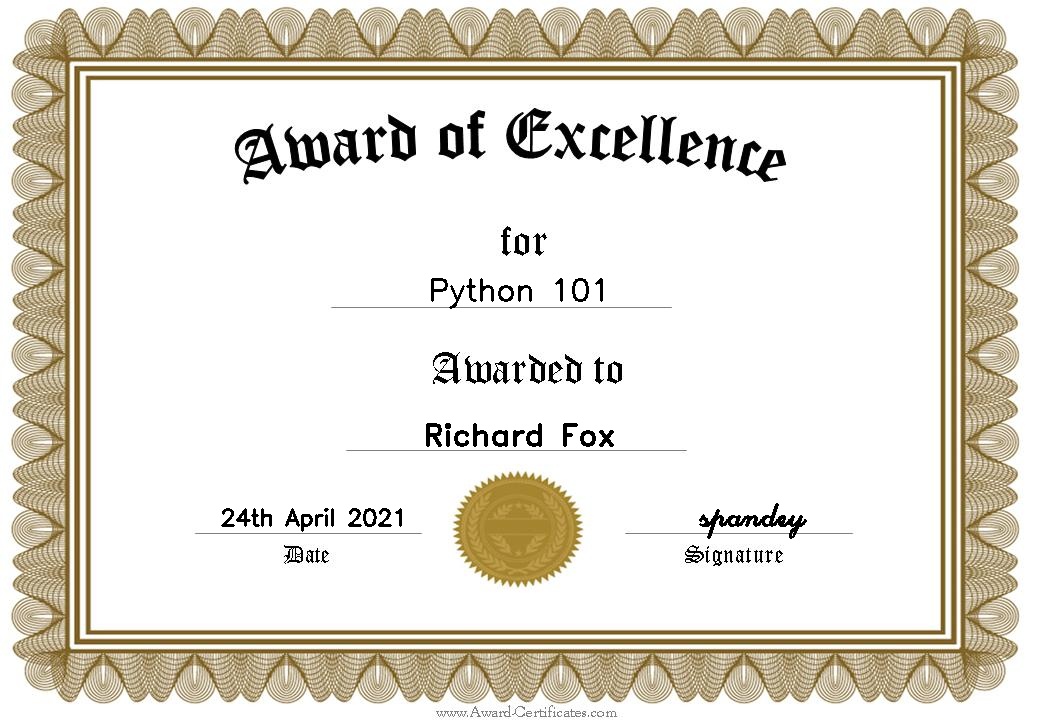 Award of Excellence
for
Python 101
Awarded to
Richard Fox
24th April 2021
spandey
Date
Signature
www.Award-Certificates.com